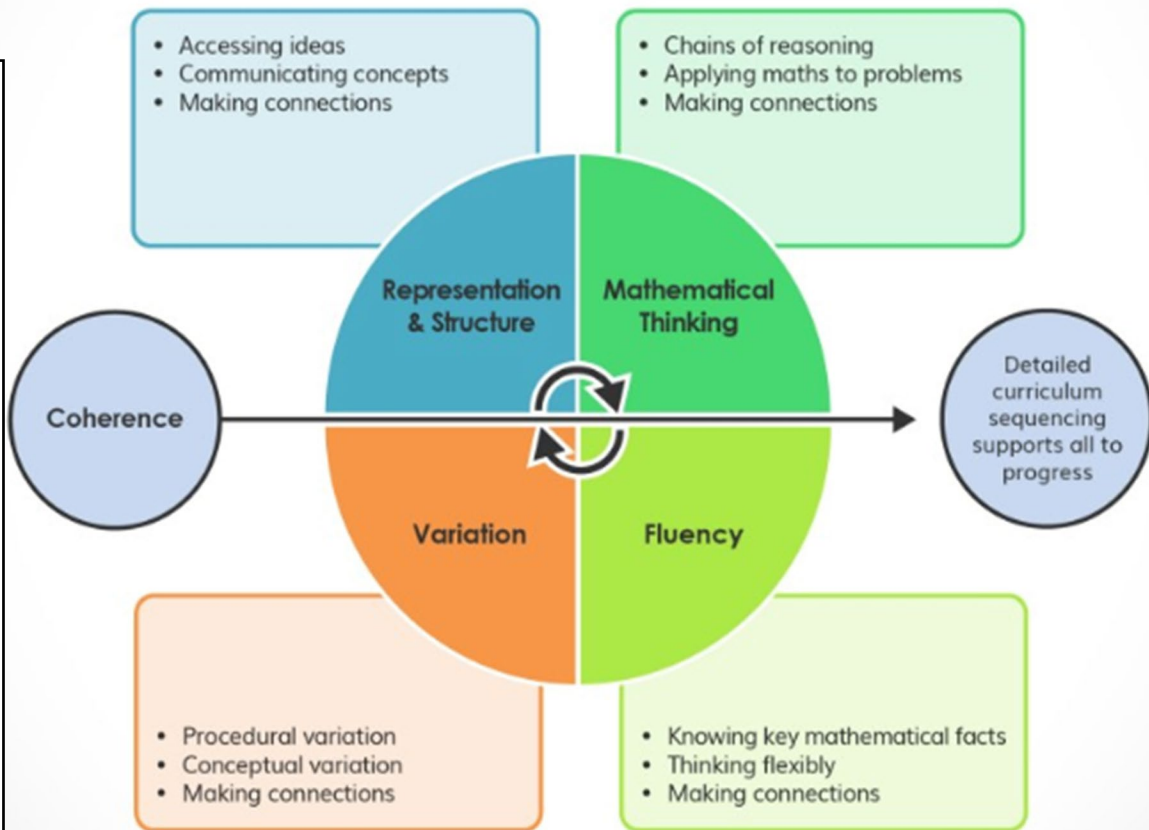 • Accessing ideas
• Communicating concepts
• Making connections
• Chains of reasoning
• Applying maths to problems
• Making connections
Representation
& Structure
Mathematical
Thinking
Coherence
Detailed
curriculum
sequencing
supports all to
progress
Variation
Fluency
• Procedural variation
• Conceptual variation
• Making connections
• Knowing key mathematical facts
• Thinking flexibly
• Making connections